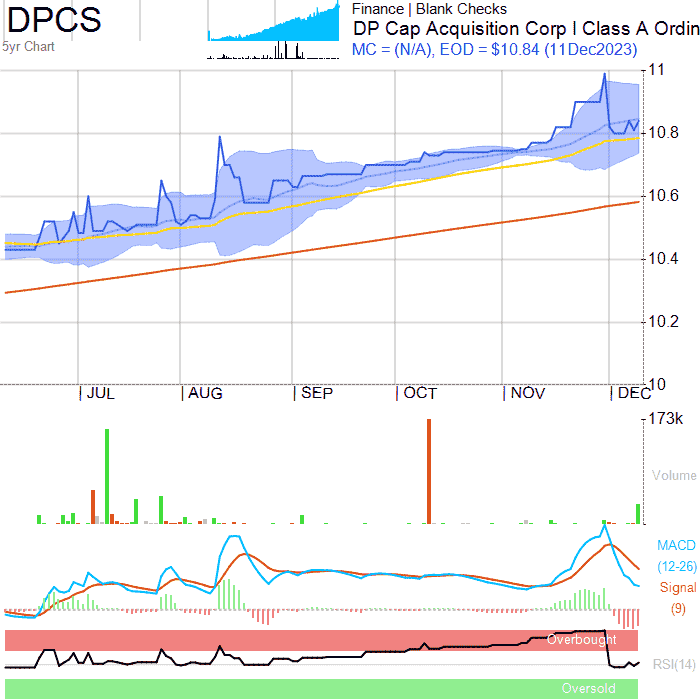 DPCS
5yr Chart
Finance | Blank Checks
DP Cap Acquisition Corp I Class A Ordin
MC = (N/A), EOD = $10.84 (11Dec2023)
11
10.8
10.6
10.4
10.2
10
JUL AUG SEP OCT NOV DEC
173k
Volume
MACD
(12-26)
Signal
(9)
Overbought
RSI(14)
Oversold